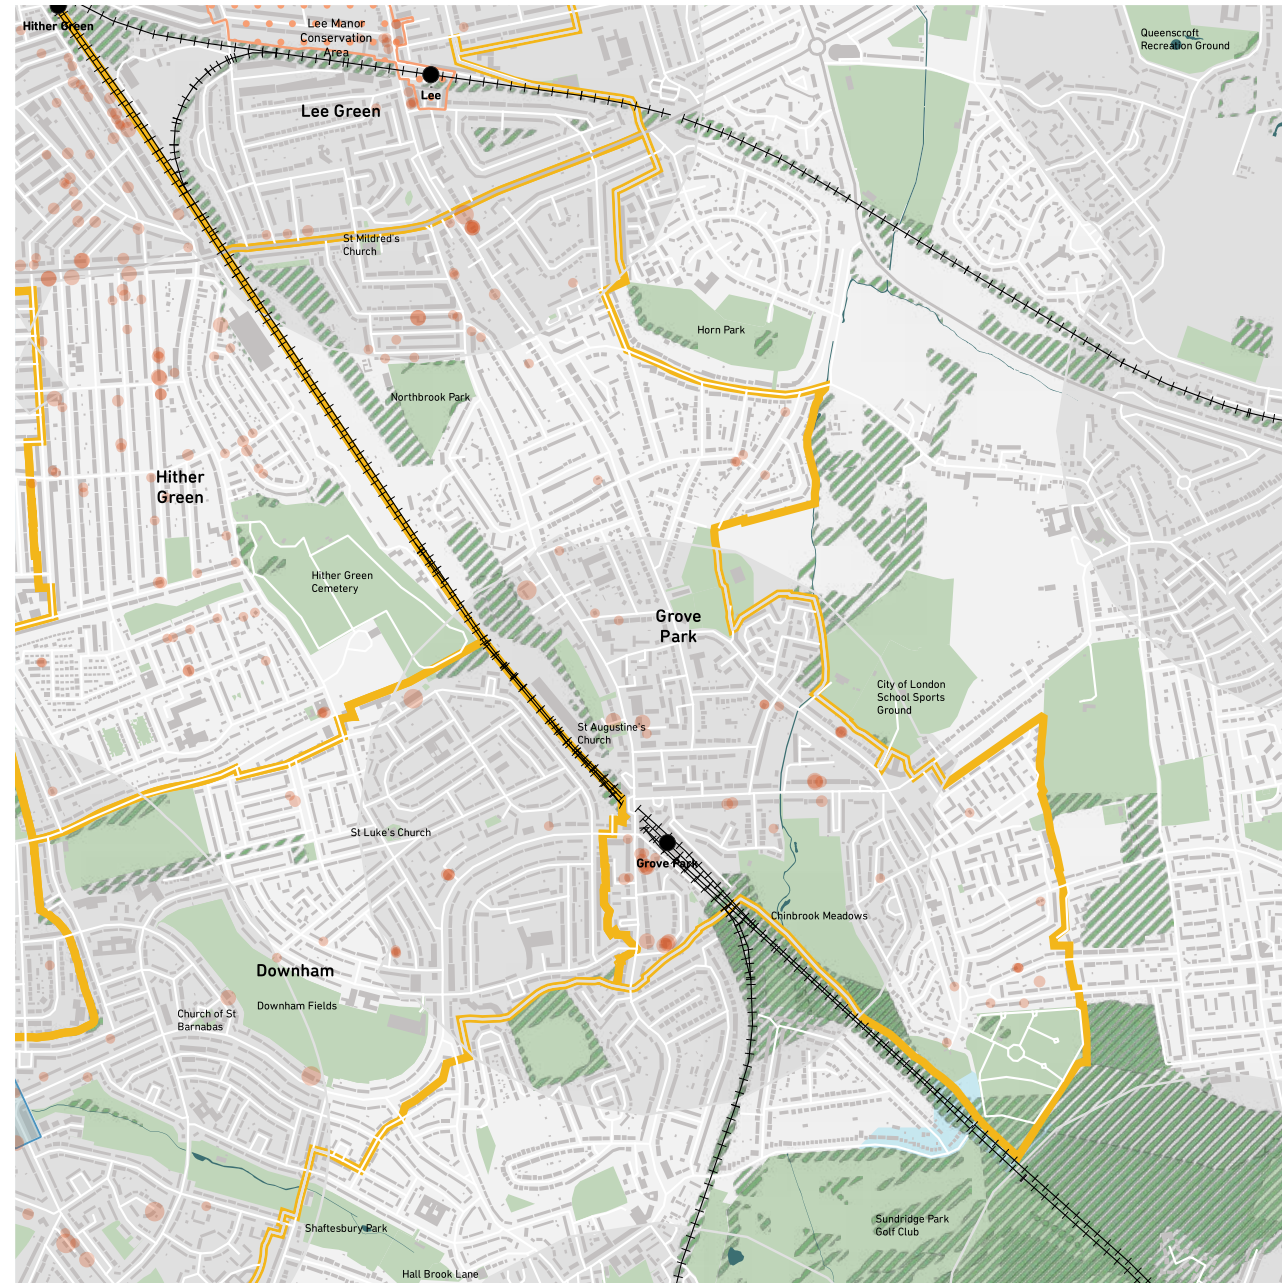 Hither Green
Lee Manor
Conservation
Area
Queenscroft
Recreation Ground
Lee
Lee Green
St Mildred's
Church
Horn Park
Northbrook Park
Hither
Green
Hither Green
Cemetery
Grove
Park
City of London
School Sports
Ground
St Augustine's
Church
St Luke's Church
Grove Park
Chinbrook Meadows
Downham
Downham Fields
Church of St
Barnabas
Sundridge Park
Golf Club
Shaftesbury Park
Hall Brook Lane